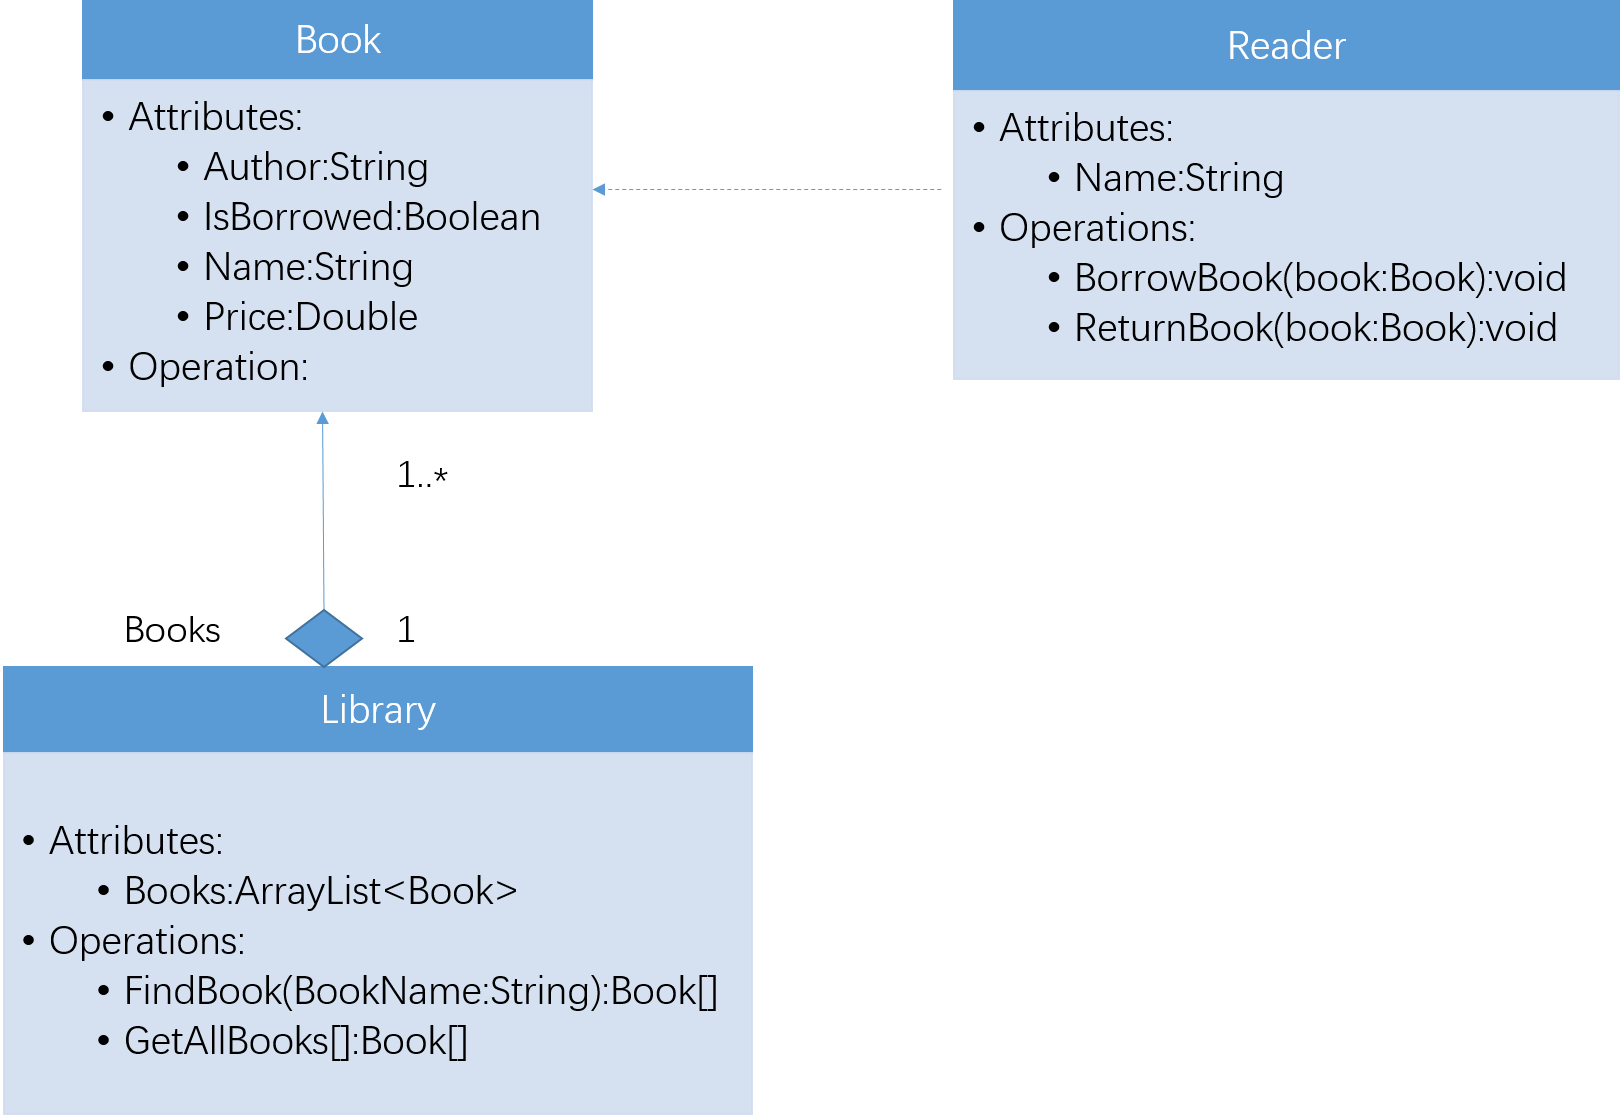 Book
• Attributes:
• Author:String
• IsBorrowed:Boolean
• Name:String
• Price:Double
• Operation:
Reader
• Attributes:
• Name:String
• Operations:
• BorrowBook(book:Book):void
• ReturnBook(book:Book):void
1..*
Books
1
Library
• Attributes:
• Books:ArrayList<Book>
• Operations:
• FindBook(BookName:String):Book[]
• GetAllBooks[]:Book[]